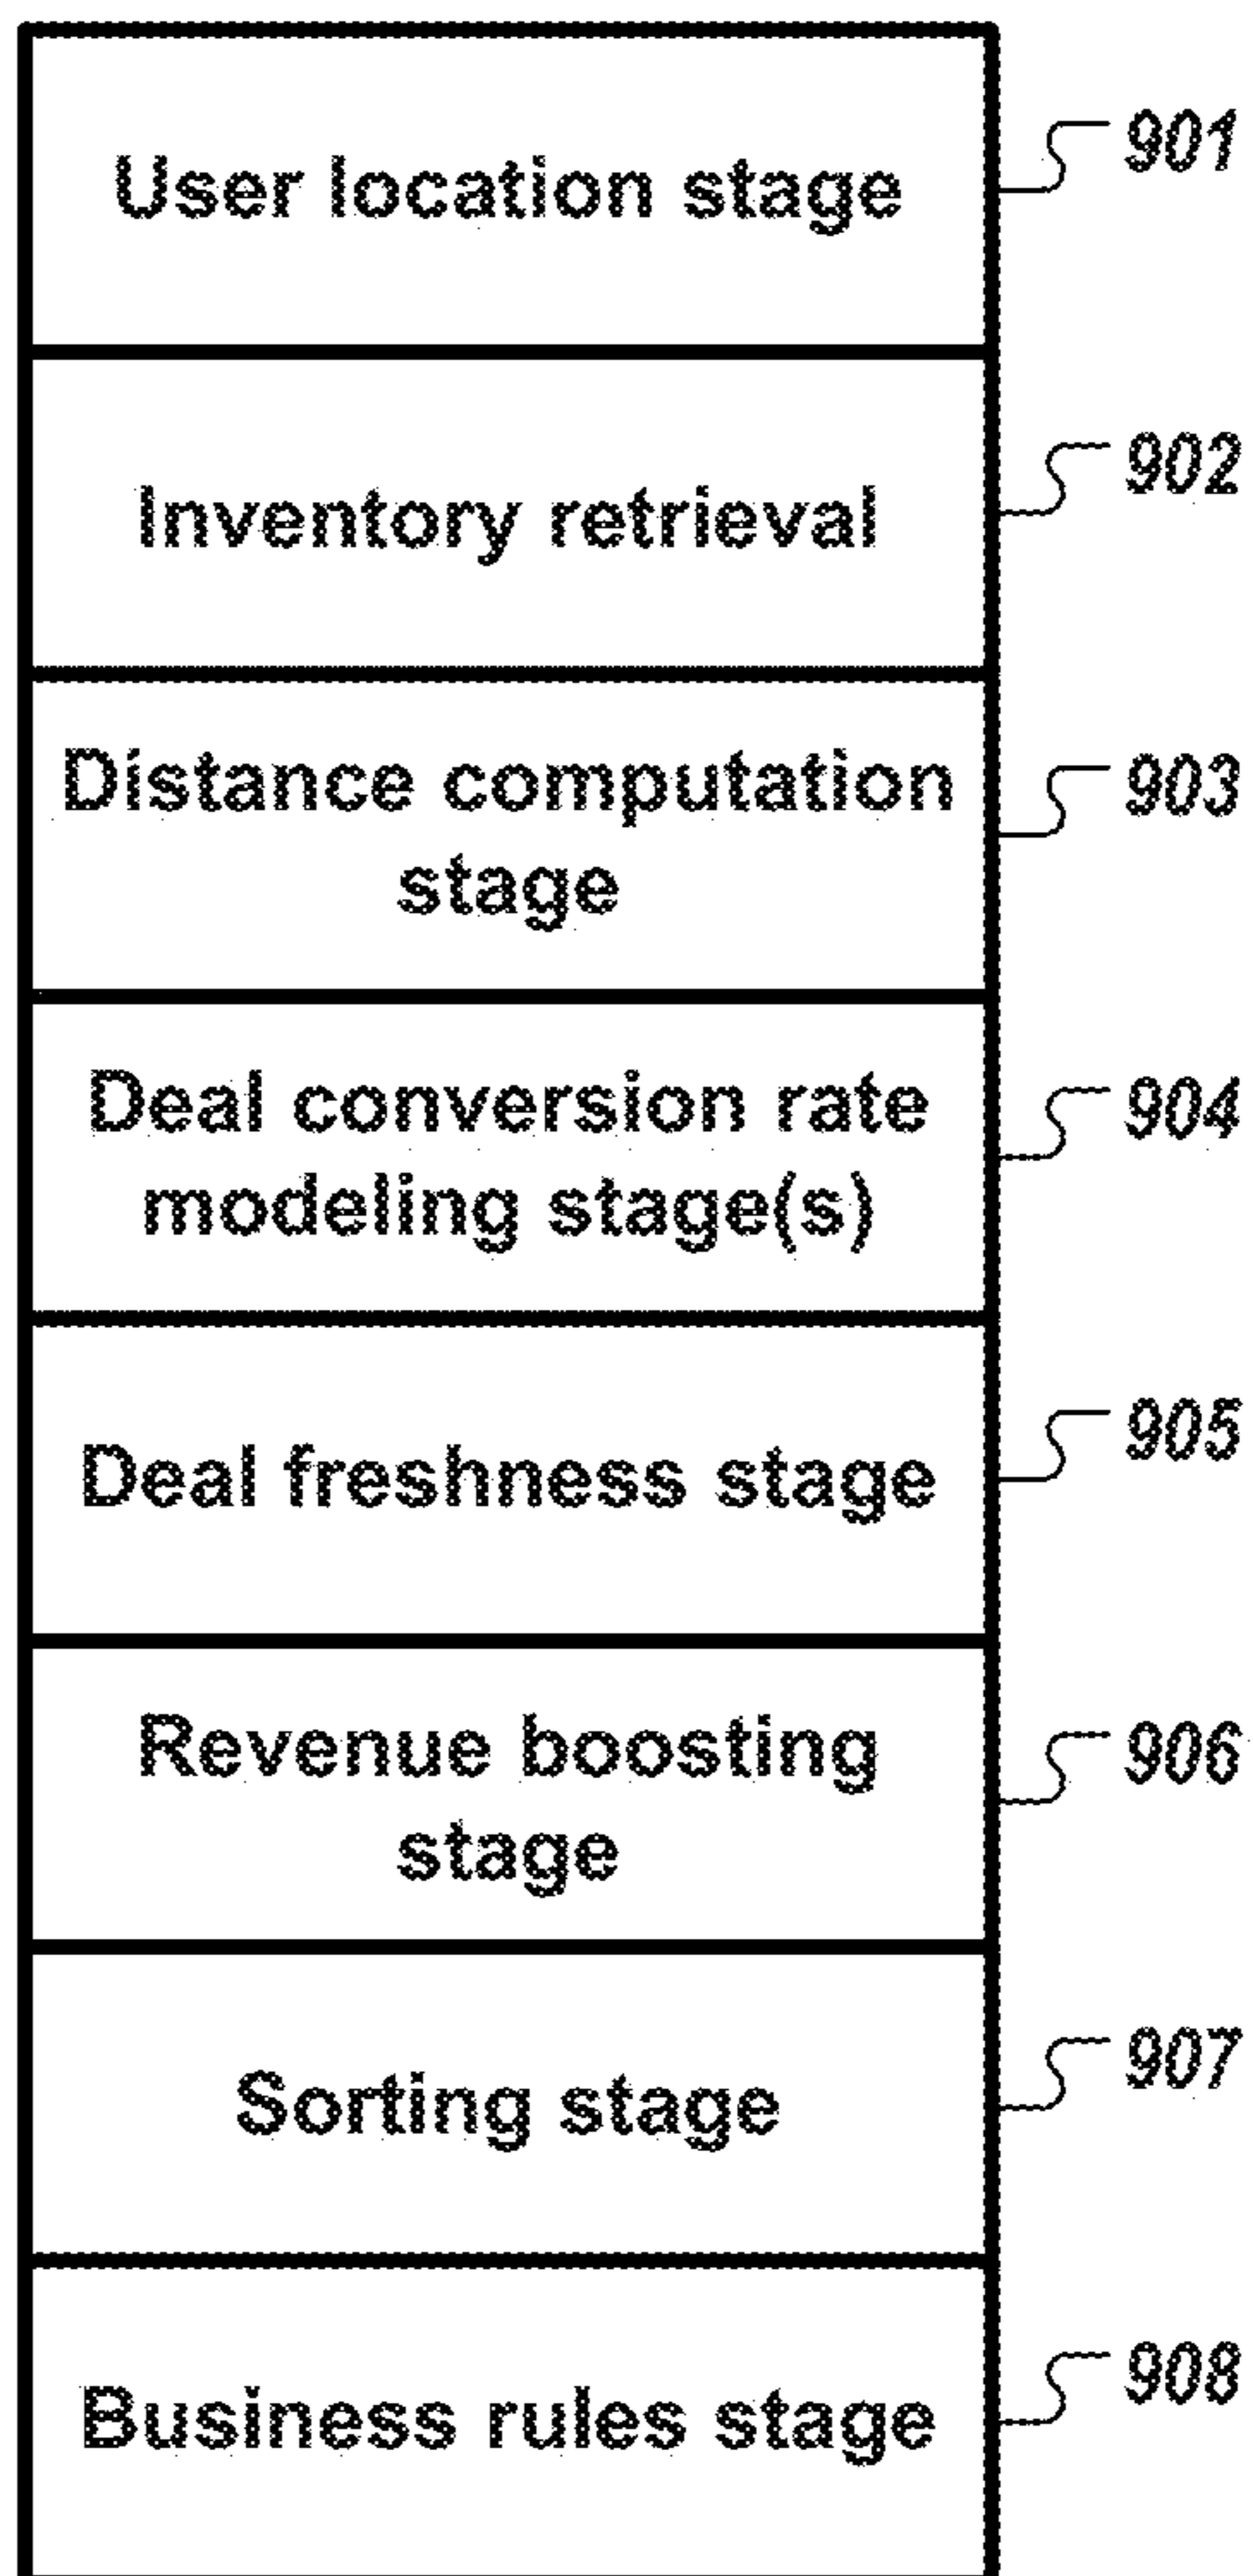 User location stage
901
Inventory retrieval
902
Distance computation
stage
903
Deal conversion rate
modeling stage(s)
904
Deal freshness stage
905
Revenue boosting
stage
906
Sorting stage
907
Business rules stage
908